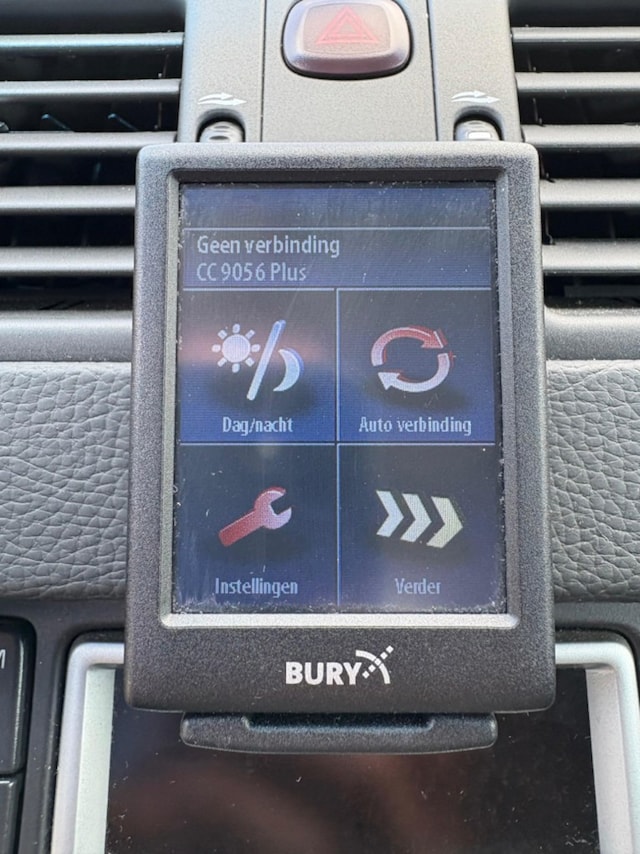 Geen verbinding
CC 9056 Plus
Dag/nacht
Auto verbinding
Instellingen
Verder
BURY
M